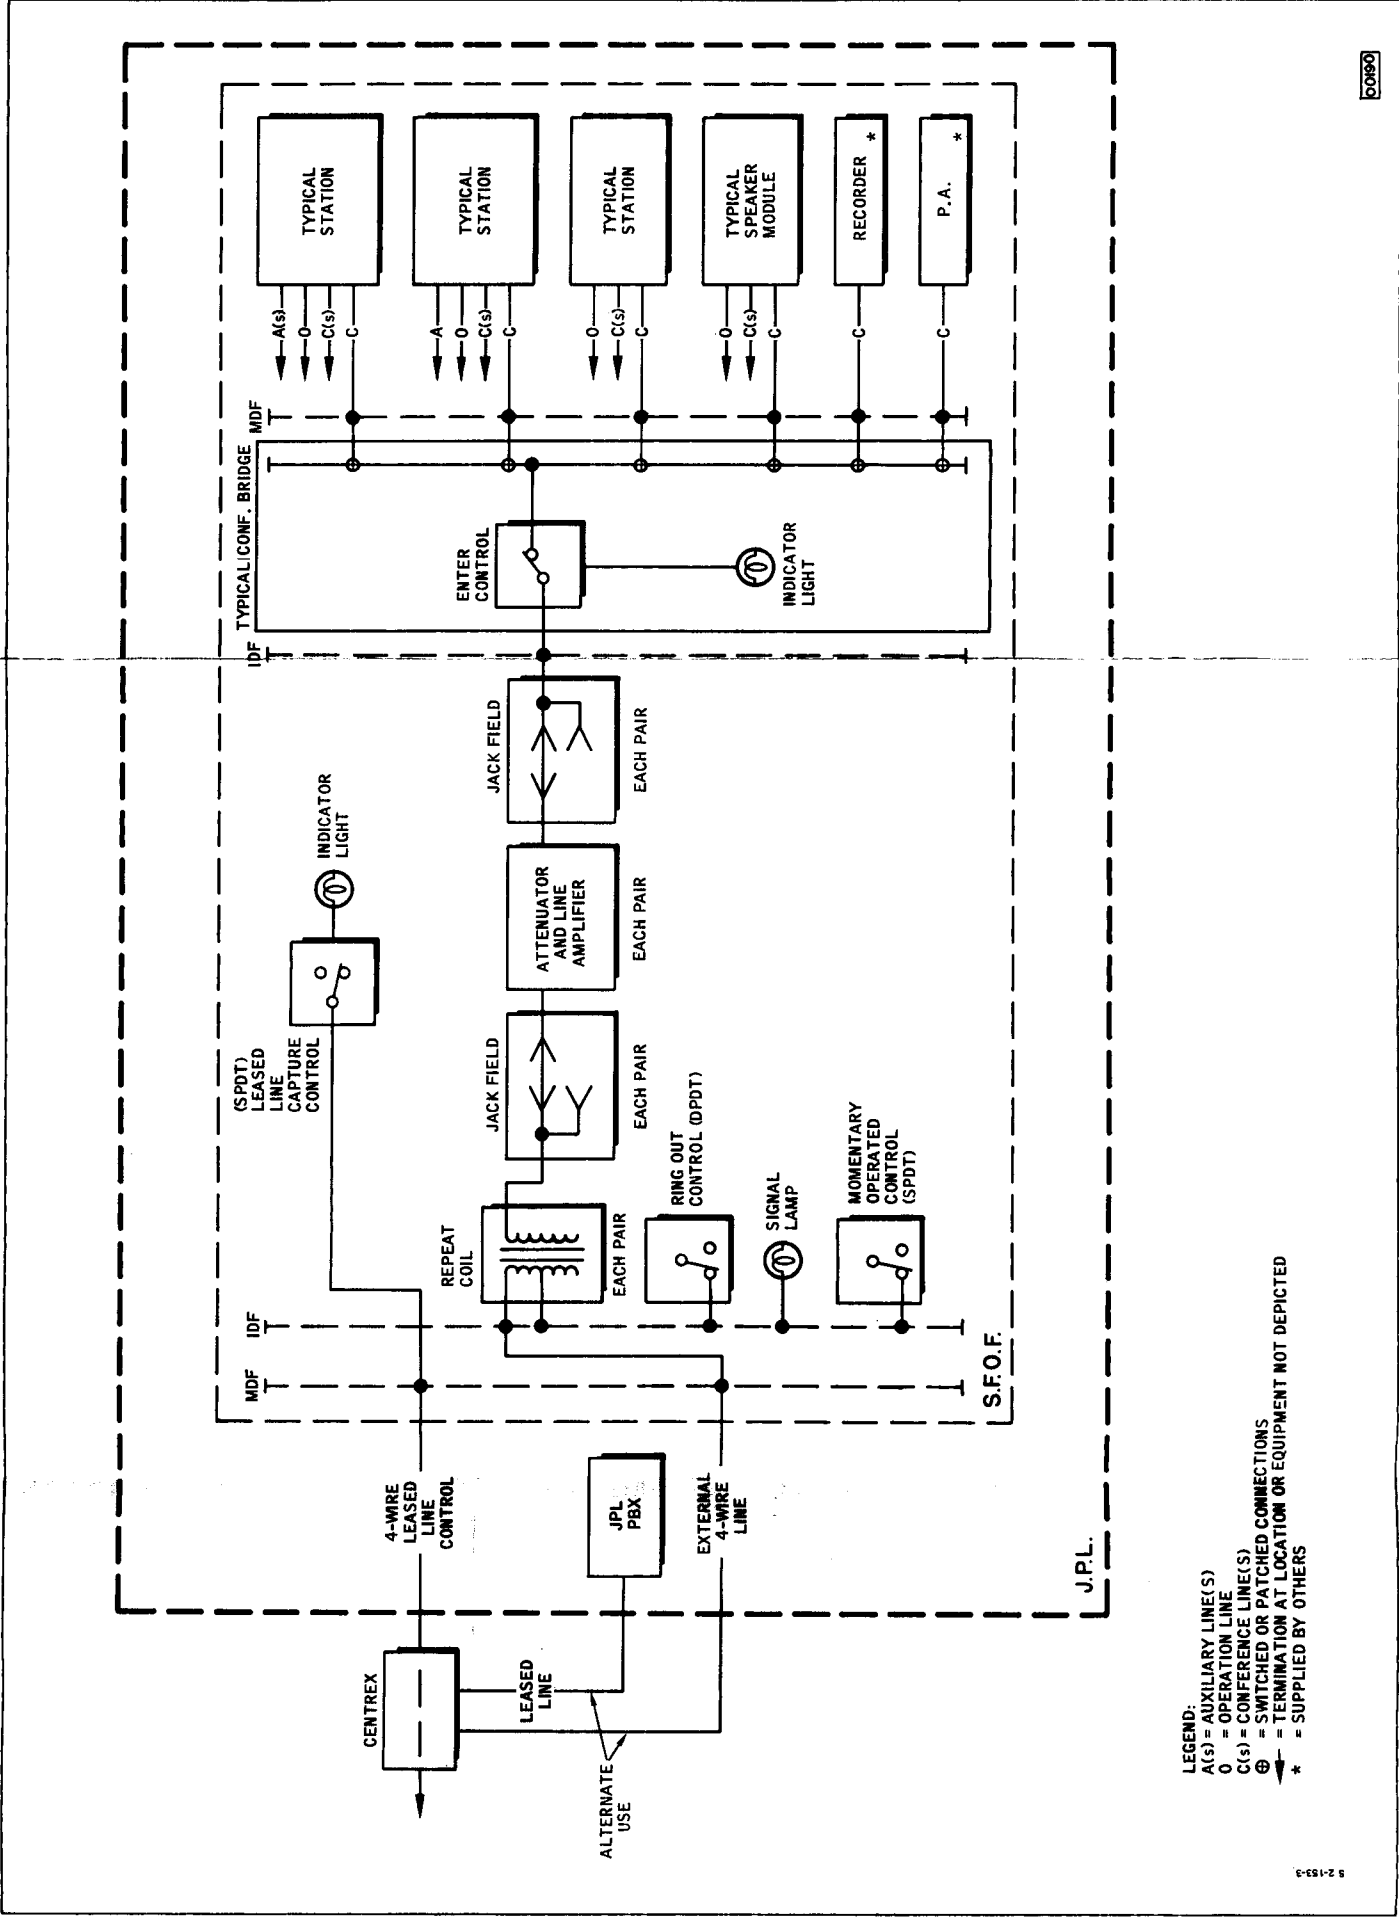 CENTREX
ALTERNATE
USE
LEASED
LINE
4-WIRE
LEASED
LINE
CONTROL
JPL
PBX
EXTERNAL
4-WIRE
LINE
J.P.L.
S.F.O.F.
MDF
IDF
REPEAT
COIL
EACH PAIR
RING OUT
CONTROL (DPDT)
SIGNAL
LAMP
MOMENTARY
OPERATED
CONTROL
(SPDT)
(SPDT)
LEASED
LINE
CAPTURE
CONTROL
INDICATOR
LIGHT
JACK FIELD
EACH PAIR
ATTENUATOR
AND LINE
AMPLIFIER
EACH PAIR
JACK FIELD
EACH PAIR
IDF
TYPICAL CONF. BRIDGE
ENTER
CONTROL
INDICATOR
LIGHT
MDF
A(s)
O
C(s)
C
TYPICAL
STATION
A
O
C(s)
C
TYPICAL
STATION
O
C(s)
C
TYPICAL
STATION
O
C(s)
C
TYPICAL
SPEAKER
MODULE
C
RECORDER
*
C
P.A.
*
LEGEND:
A(s) = AUXILIARY LINE(S)
O = OPERATION LINE
C(s) = CONFERENCE LINE(S)
⊕ = SWITCHED OR PATCHED CONNECTIONS
= TERMINATION AT LOCATION OR EQUIPMENT NOT DEPICTED
* = SUPPLIED BY OTHERS
S 2-153-3
00190